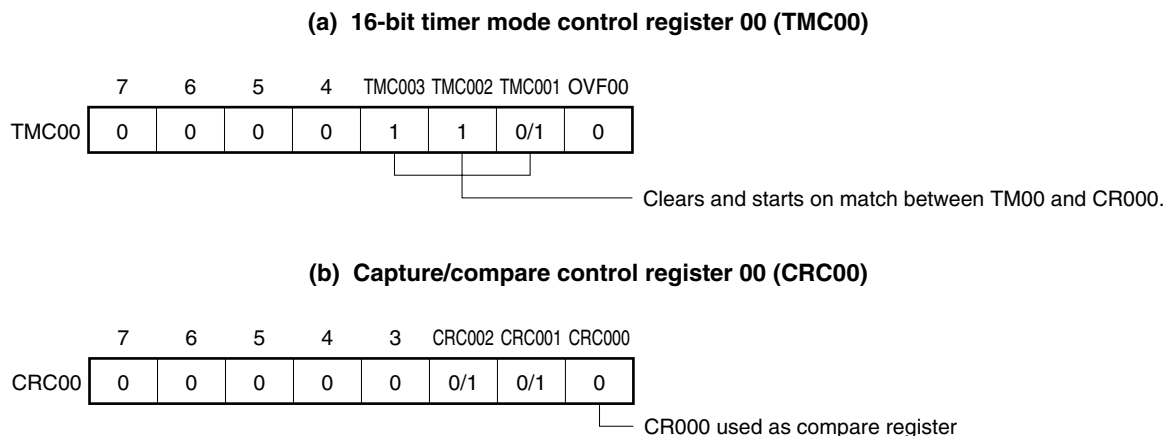 (a) 16-bit timer mode control register 00 (TMC00)
7 6 5 4 TMC003 TMC002 TMC001 OVF00
TMC00 0 0 0 0 1 1 0/1 0
Clears and starts on match between TM00 and CR000.
(b) Capture/compare control register 00 (CRC00)
7 6 5 4 3 CRC002 CRC001 CRC000
CRC00 0 0 0 0 0 0/1 0/1 0
CR000 used as compare register